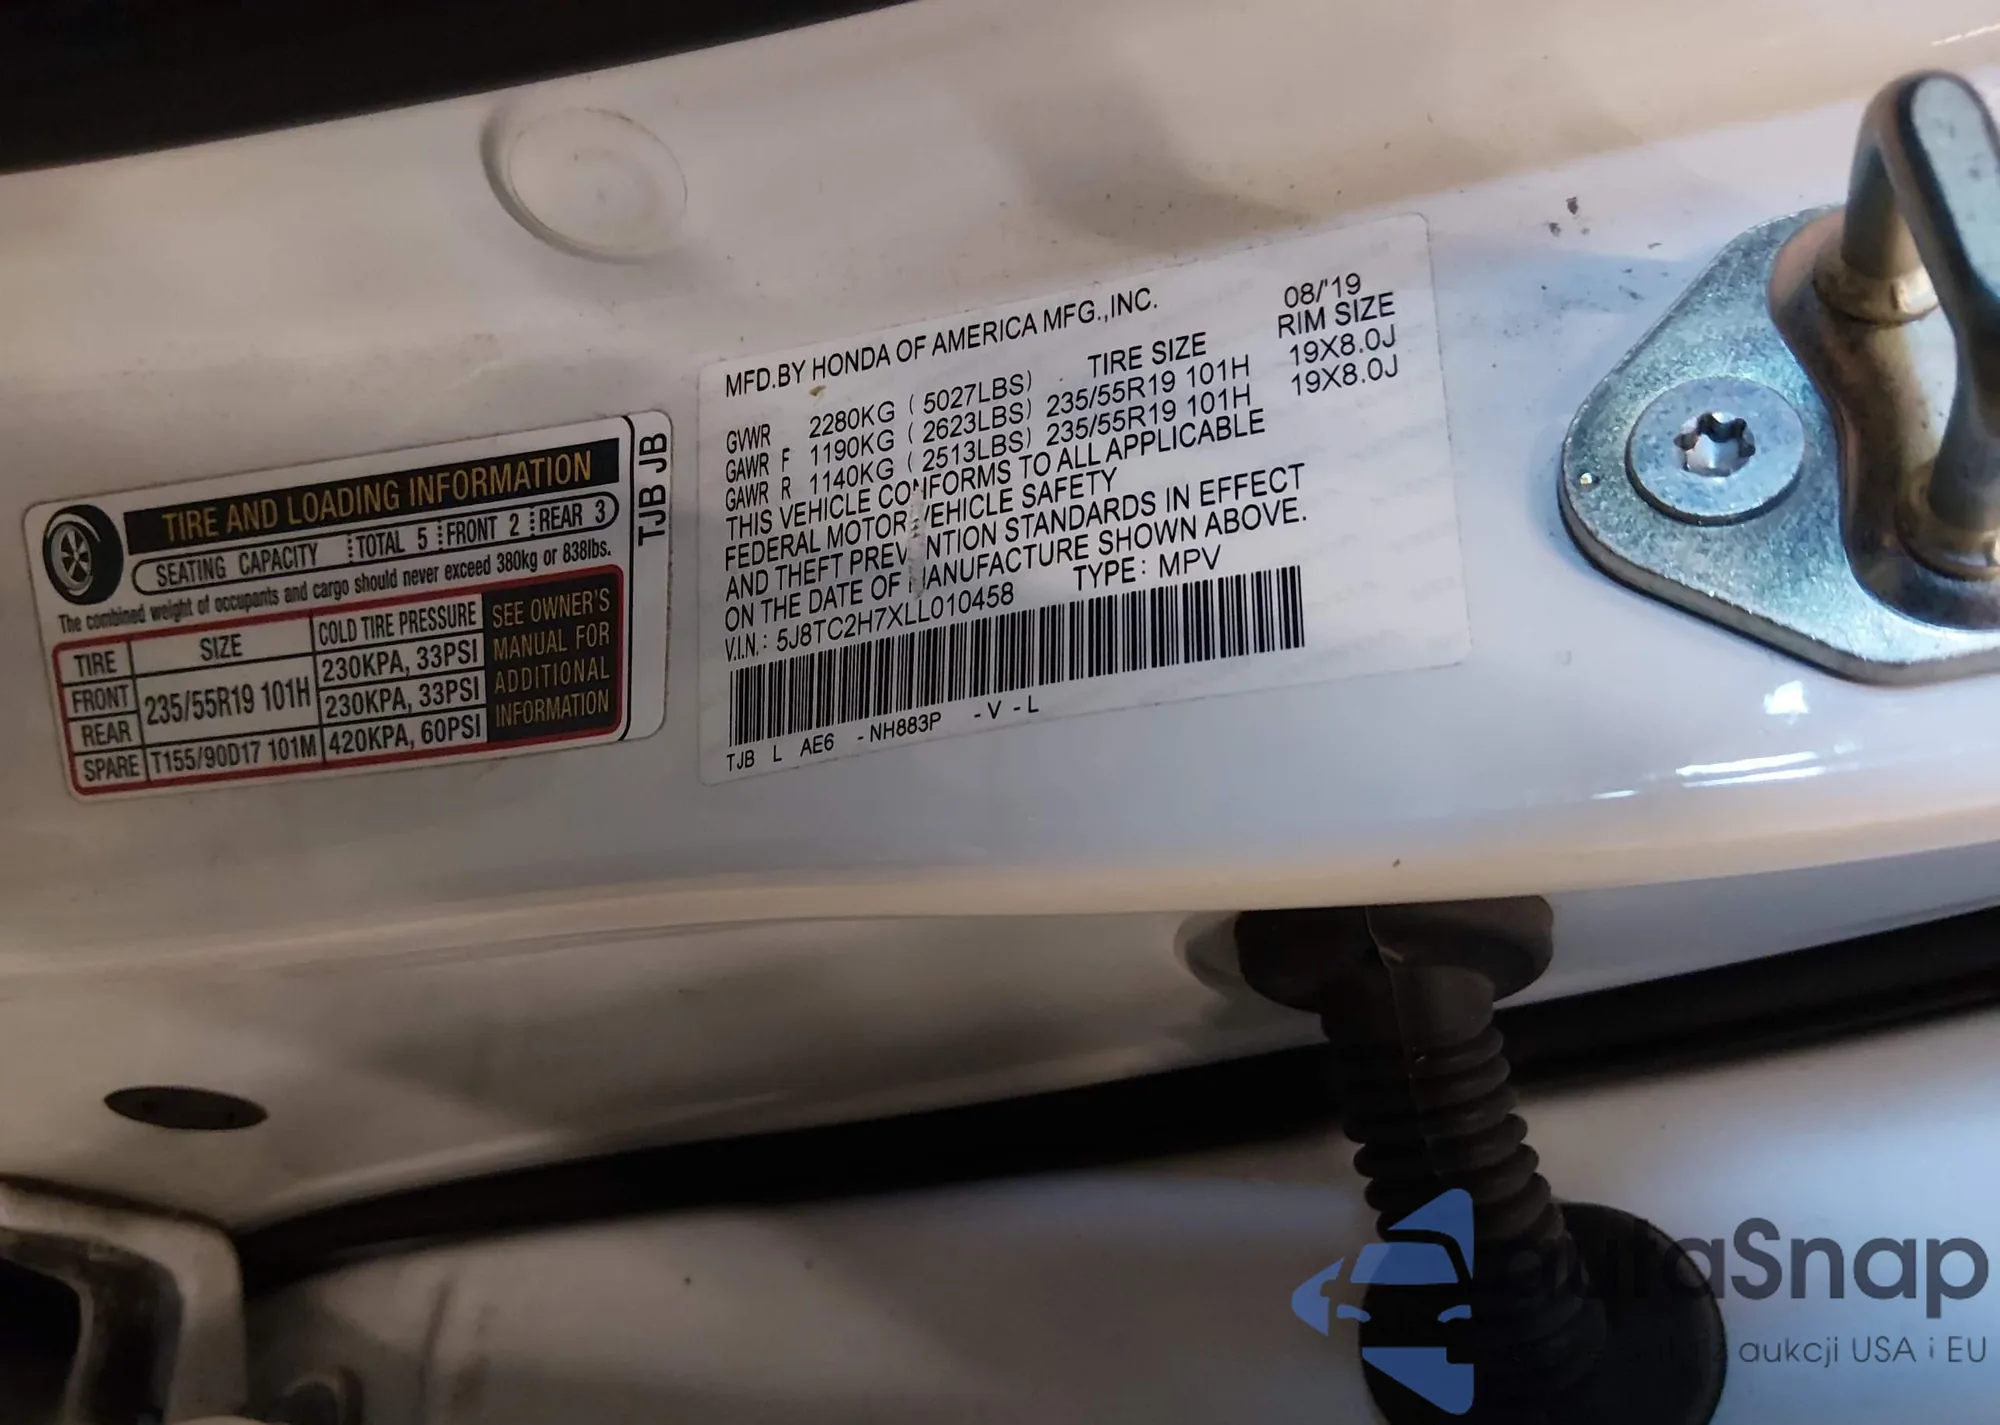 TIRE AND LOADING INFORMATION
SEATING CAPACITY TOTAL 5 FRONT 2 REAR 3
The combined weight of occupants and cargo should never exceed 380kg or 838lbs.
TIRE SIZE COLD TIRE PRESSURE
FRONT 235/55R19 101H 230KPA, 33PSI
REAR 230KPA, 33PSI
SPARE T155/90D17 101M 420KPA, 60PSI
SEE OWNER'S
MANUAL FOR
ADDITIONAL
INFORMATION
TJB JB
MFD.BY HONDA OF AMERICA MFG.,INC. 08/'19
TIRE SIZE RIM SIZE
GVWR 2280KG (5027LBS)
GAWR F 1190KG (2623LBS) 235/55R19 101H 19X8.0J
GAWR R 1140KG (2513LBS) 235/55R19 101H 19X8.0J
THIS VEHICLE CONFORMS TO ALL APPLICABLE
FEDERAL MOTOR VEHICLE SAFETY
AND THEFT PREVENTION STANDARDS IN EFFECT
ON THE DATE OF MANUFACTURE SHOWN ABOVE.
V.I.N.: 5J8TC2H7XLL010458 TYPE: MPV
TJB L AE6 -NH883P -V-L
autaSnap
aukcji USA i EU